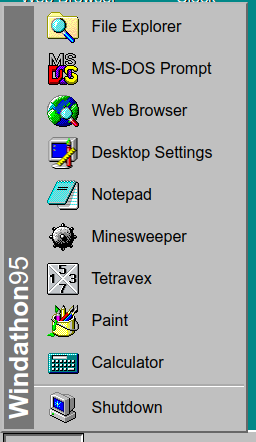 File Explorer
MS-DOS Prompt
Web Browser
Desktop Settings
Notepad
Minesweeper
Tetravex
Paint
Calculator
Shutdown
Windathon95